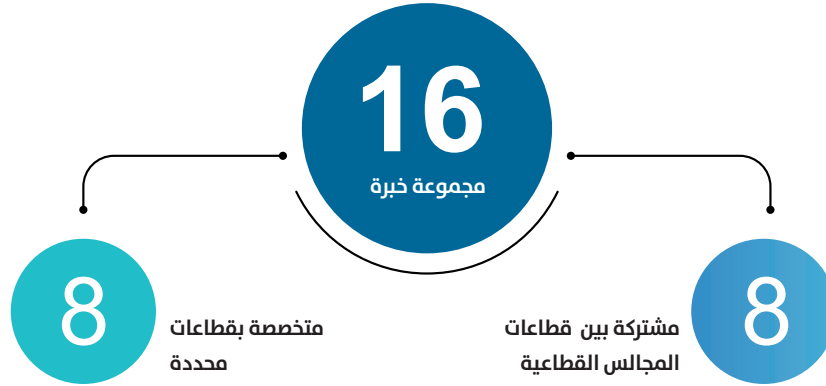 16
مجموعة خبرة
8
مشتركة بين قطاعات
المجالس القطاعية
8
متخصصة بقطاعات
محددة